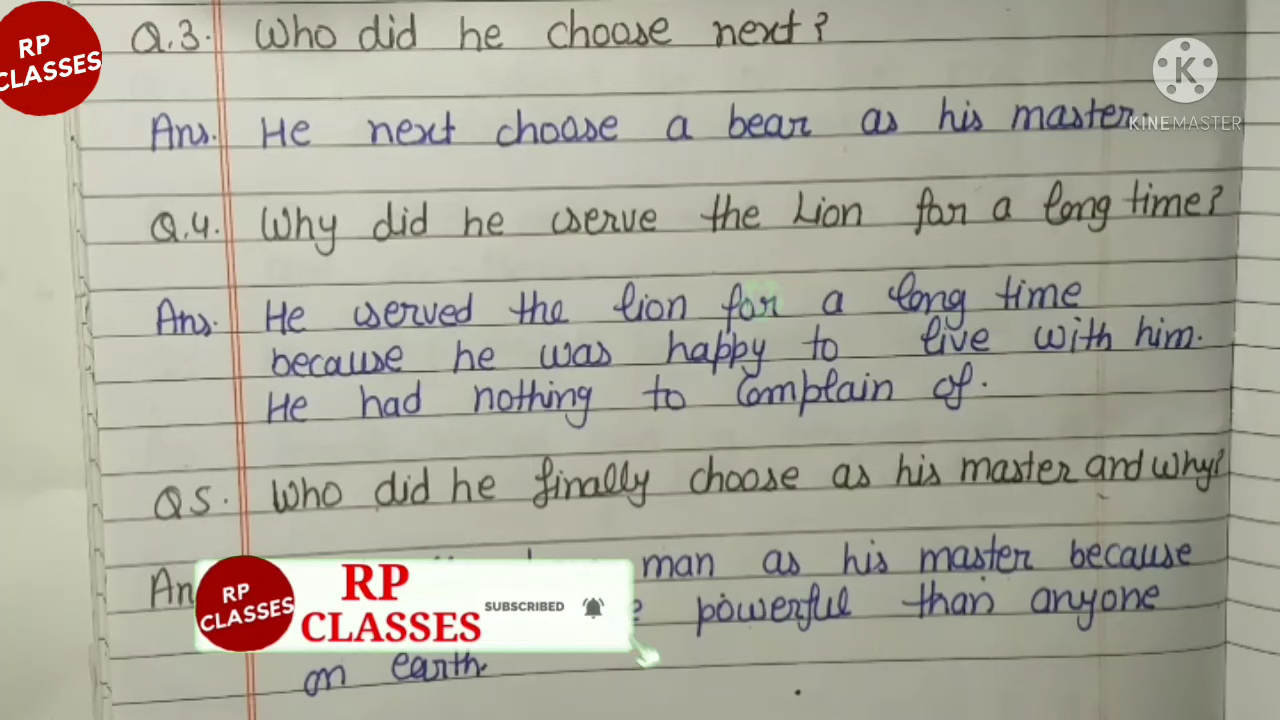 RP
CLASSES
KINEMASTER
Q.3. Who did he choose next?
Ans. He next choose a bear as his master.
Q.4. Why did he serve the Lion for a long time?
Ans. He served the lion for a long time
because he was happy to live with him.
He had nothing to complain of.
Q5. Who did he finally choose as his master and why?
man as his master because
powerful than anyone
on earth.
RP
CLASSES
RP
CLASSES
SUBSCRIBED